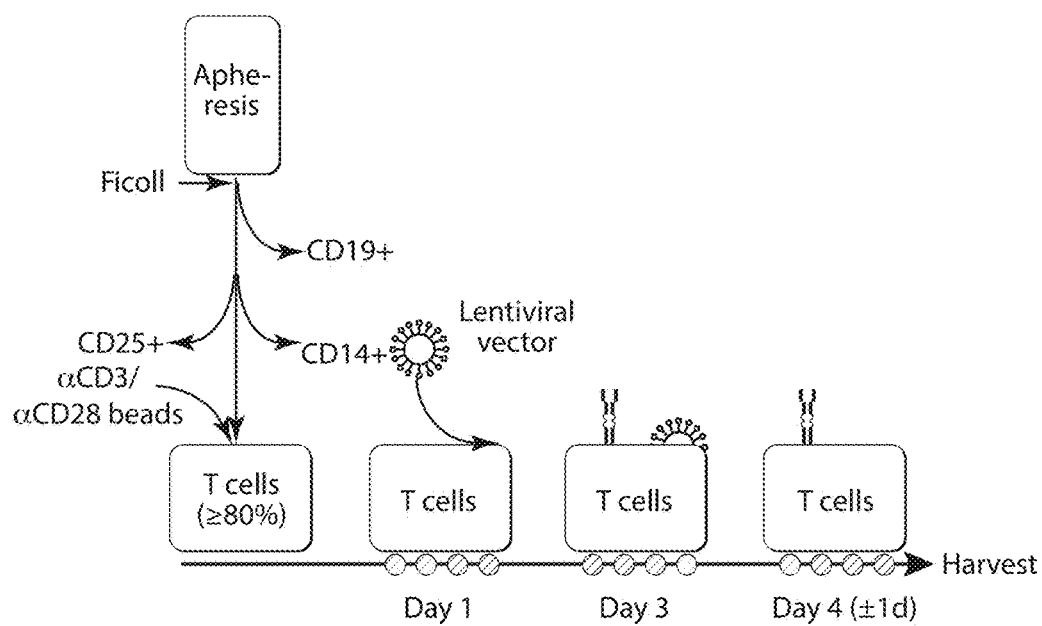 Aphe-
resis
Ficoll
CD19+
CD25+
CD14+
Lentiviral
vector
αCD3/
αCD28 beads
T cells
(≥80%)
T cells
T cells
T cells
Harvest
Day 1
Day 3
Day 4 (±1d)